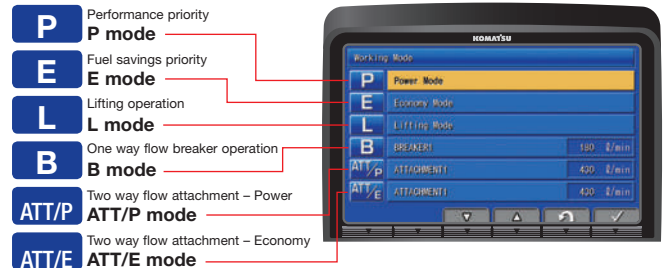 P
Performance priority
P mode
E
Fuel savings priority
E mode
L
Lifting operation
L mode
B
One way flow breaker operation
B mode
ATT/P
Two way flow attachment – Power
ATT/P mode
ATT/E
Two way flow attachment – Economy
ATT/E mode
KOMATSU
Working Mode
P Power Mode
E Economy Mode
L Lifting Mode
B BREAKER1 180 ℓ/min
ATT/P ATTACHMENT1 430 ℓ/min
ATT/E ATTACHMENT1 430 ℓ/min